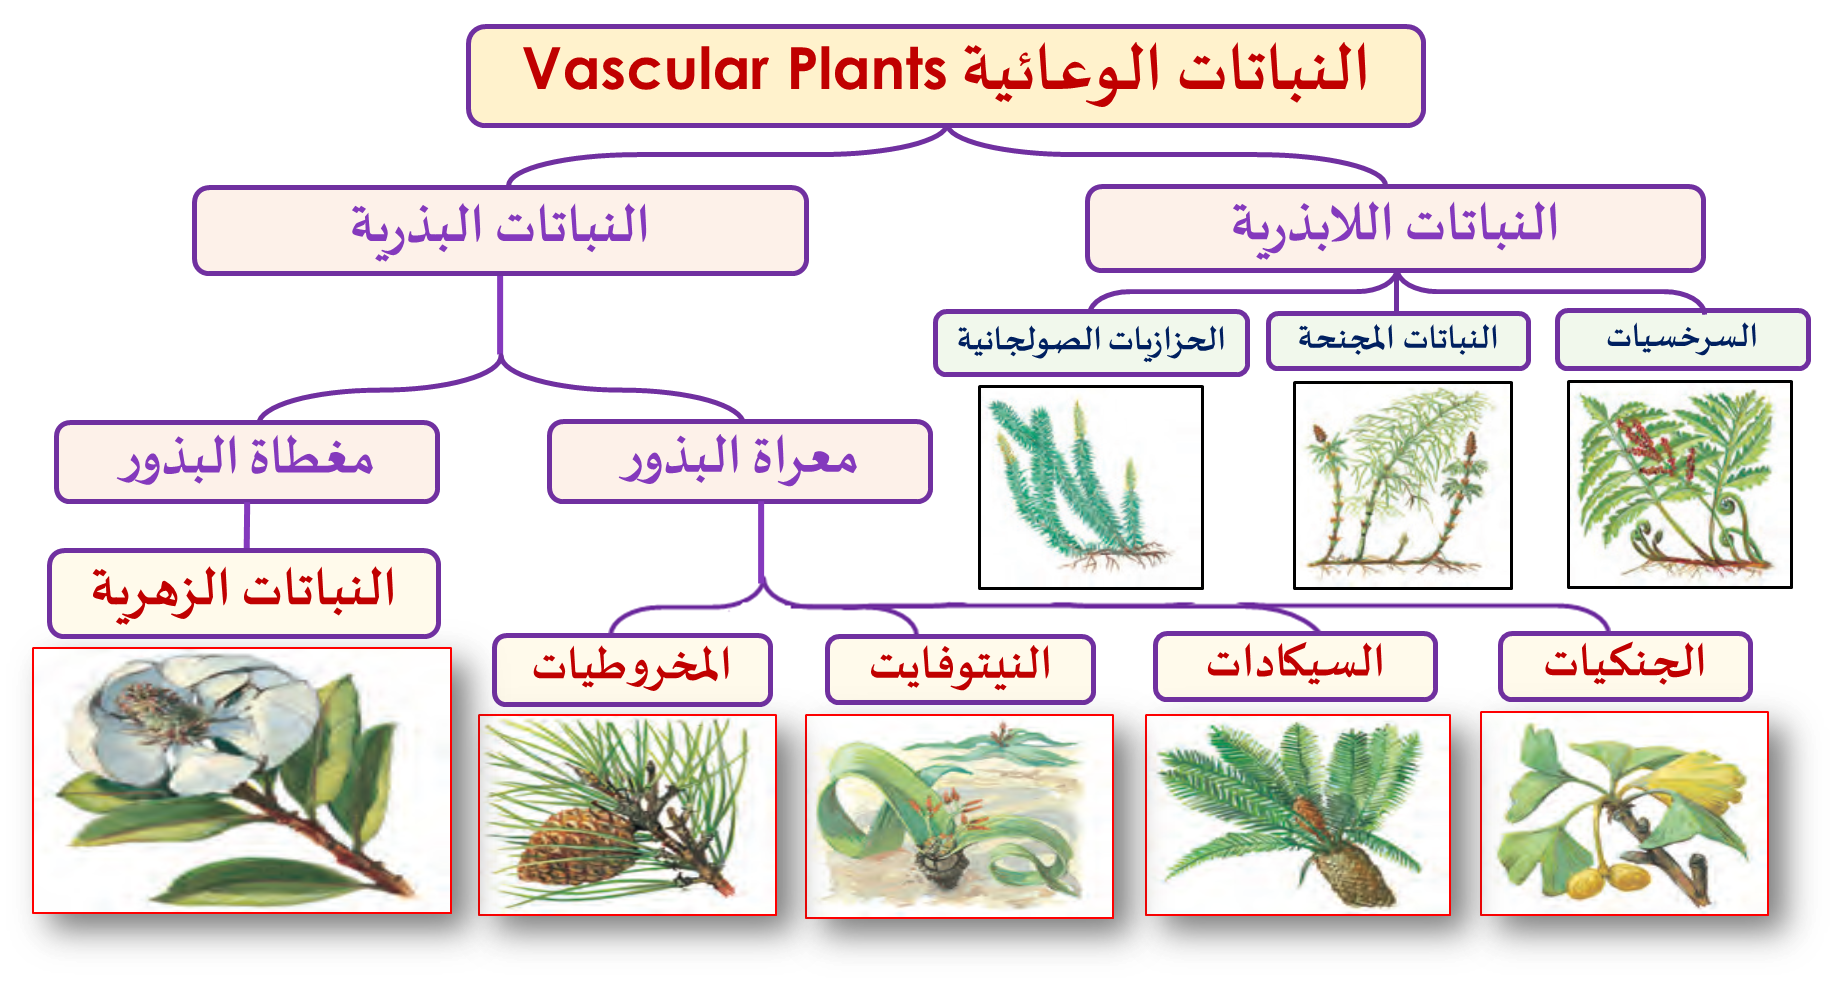 النباتات الوعائية Vascular Plants
النباتات اللابذرية
النباتات البذرية
السرخسيات
النباتات المجنحة
الحزازيات الصولجانية
معراة البذور
مغطاة البذور
النباتات الزهرية
الجنكيات
السيكادات
النيتوفايت
المخروطيات